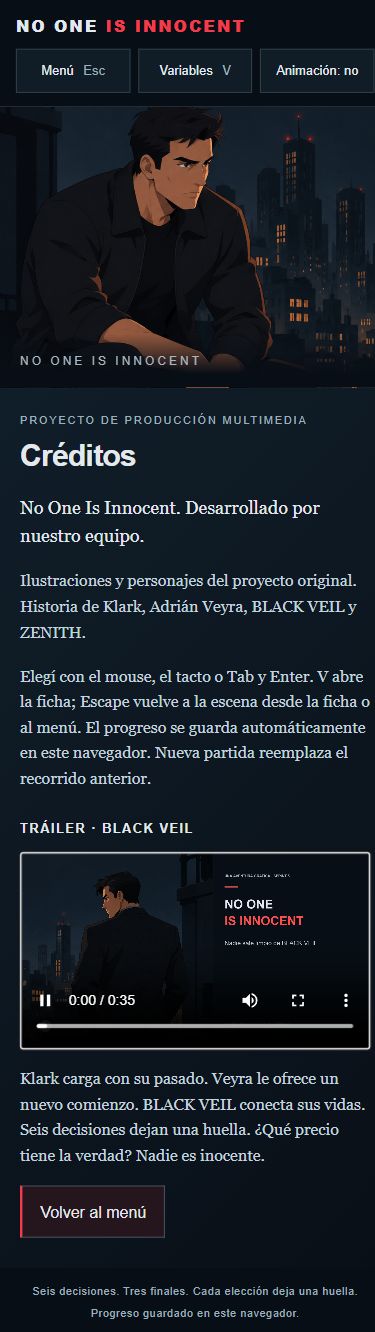 NO ONE IS INNOCENT
Menú Esc
Variables V
Animación: no
NO ONE IS INNOCENT
PROYECTO DE PRODUCCIÓN MULTIMEDIA
Créditos
No One Is Innocent. Desarrollado por
nuestro equipo.
Ilustraciones y personajes del proyecto original.
Historia de Klark, Adrián Veyra, BLACK VEIL y
ZENITH.
Elegí con el mouse, el tacto o Tab y Enter. V abre
la ficha; Escape vuelve a la escena desde la ficha o
al menú. El progreso se guarda automáticamente
en este navegador. Nueva partida reemplaza el
recorrido anterior.
TRÁILER · BLACK VEIL
NO ONE
IS INNOCENT
Nadie sale limpio de BLACK VEIL
0:00 / 0:35
Klark carga con su pasado. Veyra le ofrece un
nuevo comienzo. BLACK VEIL conecta sus vidas.
Seis decisiones dejan una huella. ¿Qué precio
tiene la verdad? Nadie es inocente.
Volver al menú
Seis decisiones. Tres finales. Cada elección deja una huella.
Progreso guardado en este navegador.